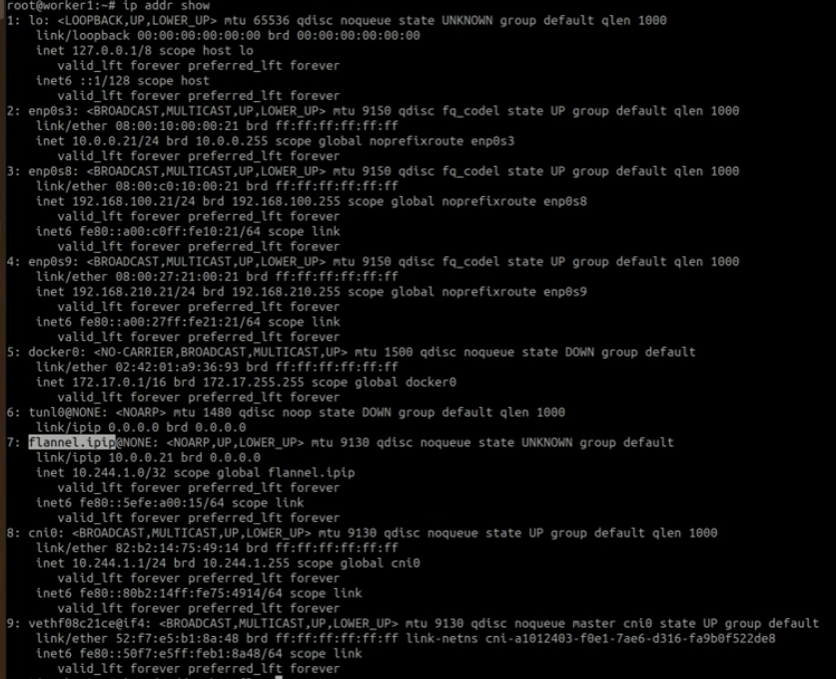 root@worker1:~# ip addr show
1: lo: <LOOPBACK,UP,LOWER_UP> mtu 65536 qdisc noqueue state UNKNOWN group default qlen 1000
link/loopback 00:00:00:00:00:00 brd 00:00:00:00:00:00
inet 127.0.0.1/8 scope host lo
valid_lft forever preferred_lft forever
inet6 ::1/128 scope host
valid_lft forever preferred_lft forever
2: enp0s3: <BROADCAST,MULTICAST,UP,LOWER_UP> mtu 9150 qdisc fq_codel state UP group default qlen 1000
link/ether 08:00:10:00:00:21 brd ff:ff:ff:ff:ff:ff
inet 10.0.0.21/24 brd 10.0.0.255 scope global noprefixroute enp0s3
valid_lft forever preferred_lft forever
3: enp0s8: <BROADCAST,MULTICAST,UP,LOWER_UP> mtu 9150 qdisc fq_codel state UP group default qlen 1000
link/ether 08:00:c0:10:00:21 brd ff:ff:ff:ff:ff:ff
inet 192.168.100.21/24 brd 192.168.100.255 scope global noprefixroute enp0s8
valid_lft forever preferred_lft forever
inet6 fe80::a00:c0ff:fe10:21/64 scope link
valid_lft forever preferred_lft forever
4: enp0s9: <BROADCAST,MULTICAST,UP,LOWER_UP> mtu 9150 qdisc fq_codel state UP group default qlen 1000
link/ether 08:00:27:21:00:21 brd ff:ff:ff:ff:ff:ff
inet 192.168.210.21/24 brd 192.168.210.255 scope global noprefixroute enp0s9
valid_lft forever preferred_lft forever
inet6 fe80::a00:27ff:fe21:21/64 scope link
valid_lft forever preferred_lft forever
5: docker0: <NO-CARRIER,BROADCAST,MULTICAST,UP> mtu 1500 qdisc noqueue state DOWN group default
link/ether 02:42:01:a9:36:93 brd ff:ff:ff:ff:ff:ff
inet 172.17.0.1/16 brd 172.17.255.255 scope global docker0
valid_lft forever preferred_lft forever
6: tunl0@NONE: <NOARP> mtu 1480 qdisc noop state DOWN group default qlen 1000
link/ipip 0.0.0.0 brd 0.0.0.0
7: flannel.ipip@NONE: <NOARP,UP,LOWER_UP> mtu 9130 qdisc noqueue state UNKNOWN group default
link/ipip 10.0.0.21 brd 0.0.0.0
inet 10.244.1.0/32 scope global flannel.ipip
valid_lft forever preferred_lft forever
inet6 fe80::5efe:a00:15/64 scope link
valid_lft forever preferred_lft forever
8: cni0: <BROADCAST,MULTICAST,UP,LOWER_UP> mtu 9130 qdisc noqueue state UP group default qlen 1000
link/ether 82:b2:14:75:49:14 brd ff:ff:ff:ff:ff:ff
inet 10.244.1.1/24 brd 10.244.1.255 scope global cni0
valid_lft forever preferred_lft forever
inet6 fe80::80b2:14ff:fe75:4914/64 scope link
valid_lft forever preferred_lft forever
9: vethf08c21ce@if4: <BROADCAST,MULTICAST,UP,LOWER_UP> mtu 9130 qdisc noqueue master cni0 state UP group default
link/ether 52:f7:e5:b1:8a:48 brd ff:ff:ff:ff:ff:ff link-netns cni-a1012403-f0e1-7ae6-d316-fa9b0f522de8
inet6 fe80::50f7:e5ff:feb1:8a48/64 scope link
valid_lft forever preferred_lft forever